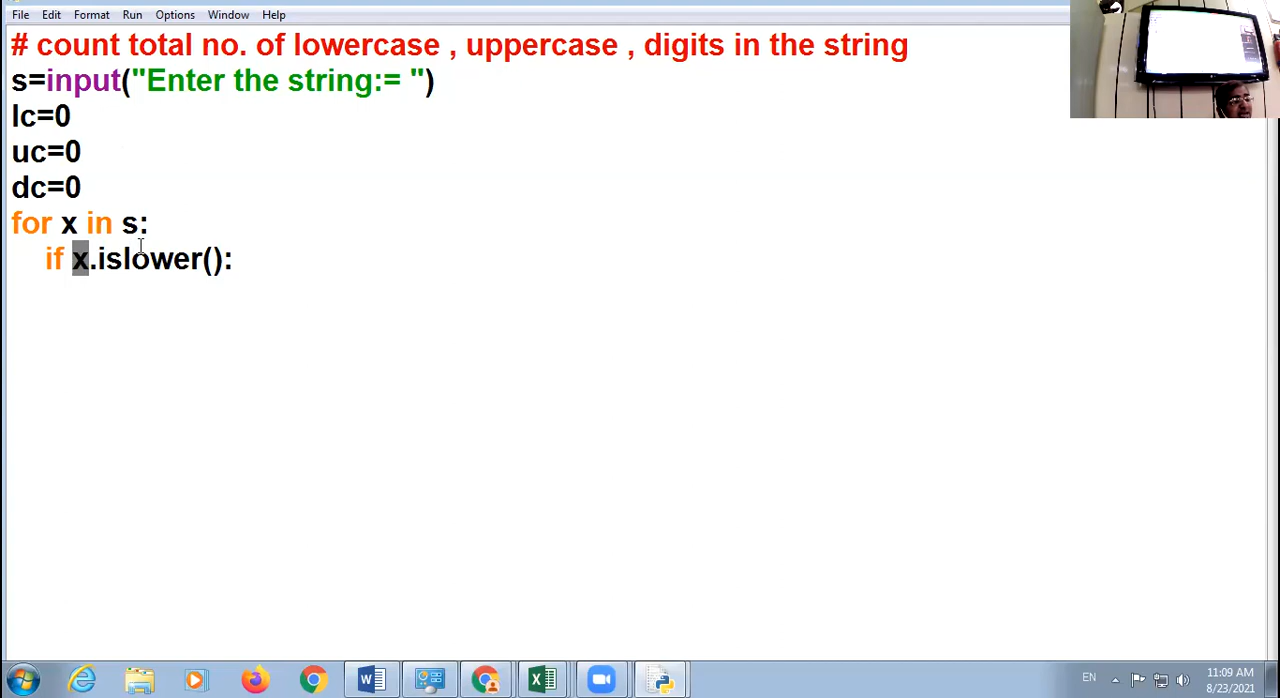 File Edit Format Run Options Window Help
# count total no. of lowercase , uppercase , digits in the string
s=input("Enter the string:= ")
lc=0
uc=0
dc=0
for x in s:
if x.islower():
EN
11:09 AM
8/23/2021